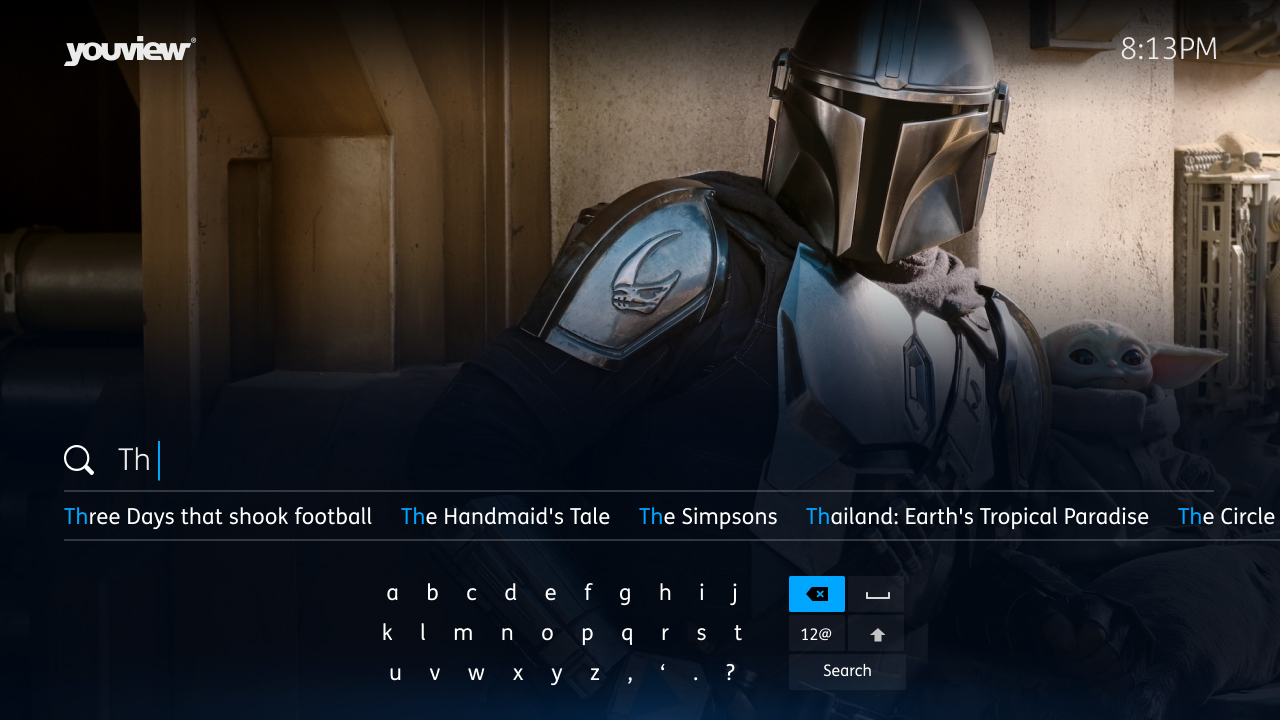 youview®
8:13PM
Th
Three Days that shook football The Handmaid's Tale The Simpsons Thailand: Earth's Tropical Paradise The Circle
a b c d e f g h i j
k l m n o p q r s t 12@
u v w x y z , ‘ . ? Search